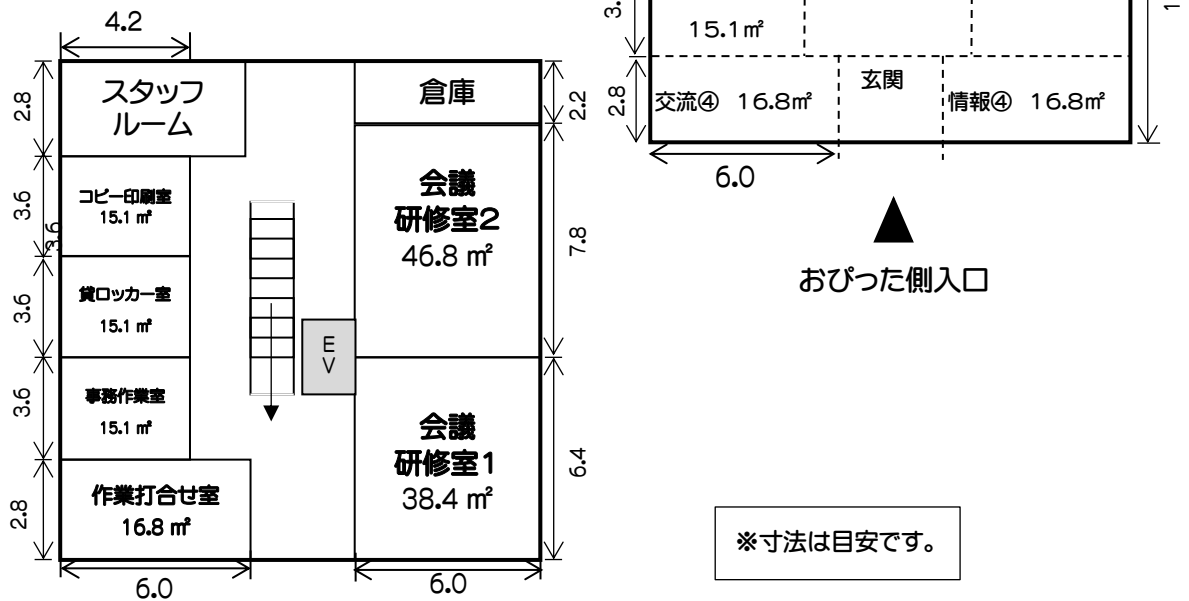 4.2
スタッフ
ルーム
2.8
コピー印刷室
15.1 ㎡
3.6
3.6
貸ロッカー室
15.1 ㎡
3.6
事務作業室
15.1 ㎡
3.6
作業打合せ室
16.8 ㎡
2.8
6.0
E
V
倉庫
2.2
会議
研修室2
46.8 ㎡
7.8
会議
研修室1
38.4 ㎡
6.4
6.0
3.
15.1㎡
1
2.8
交流④ 16.8㎡
玄関
情報④ 16.8㎡
6.0
▲
おぴった側入口
※寸法は目安です。